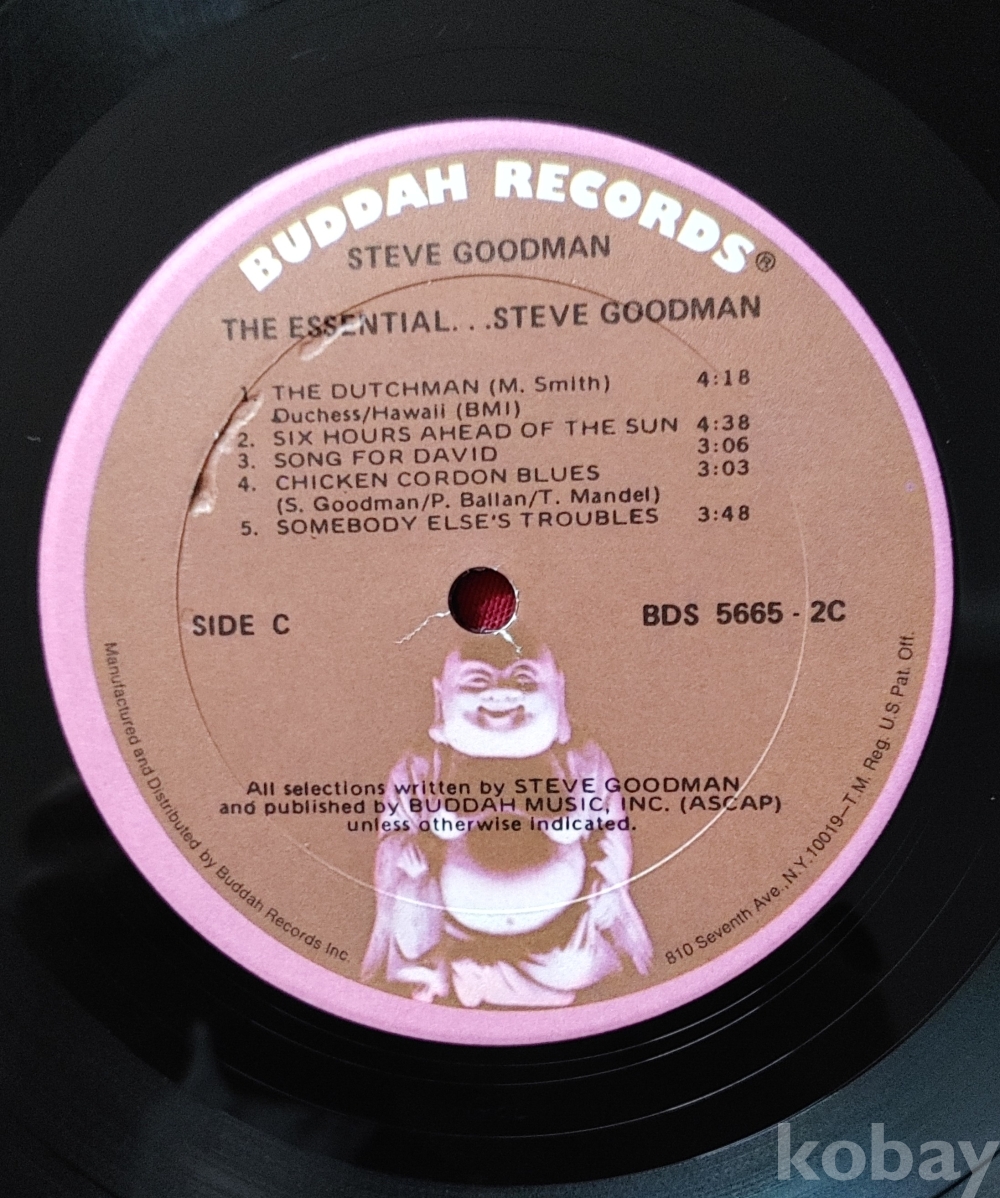 BUDDAH RECORDS®
STEVE GOODMAN
THE ESSENTIAL...STEVE GOODMAN
1. THE DUTCHMAN (M. Smith) 4:18
Duchess/Hawaii (BMI)
2. SIX HOURS AHEAD OF THE SUN 4:38
3. SONG FOR DAVID 3:06
4. CHICKEN CORDON BLUES 3:03
(S. Goodman/P. Ballan/T. Mandel)
5. SOMEBODY ELSE'S TROUBLES 3:48
SIDE C
BDS 5665 - 2C
All selections written by STEVE GOODMAN
and published by BUDDAH MUSIC, INC. (ASCAP)
unless otherwise indicated.
Manufactured and Distributed by Buddah Records Inc.
810 Seventh Ave., N.Y. 10019—T.M. Reg. U.S. Pat. Off.
kobay